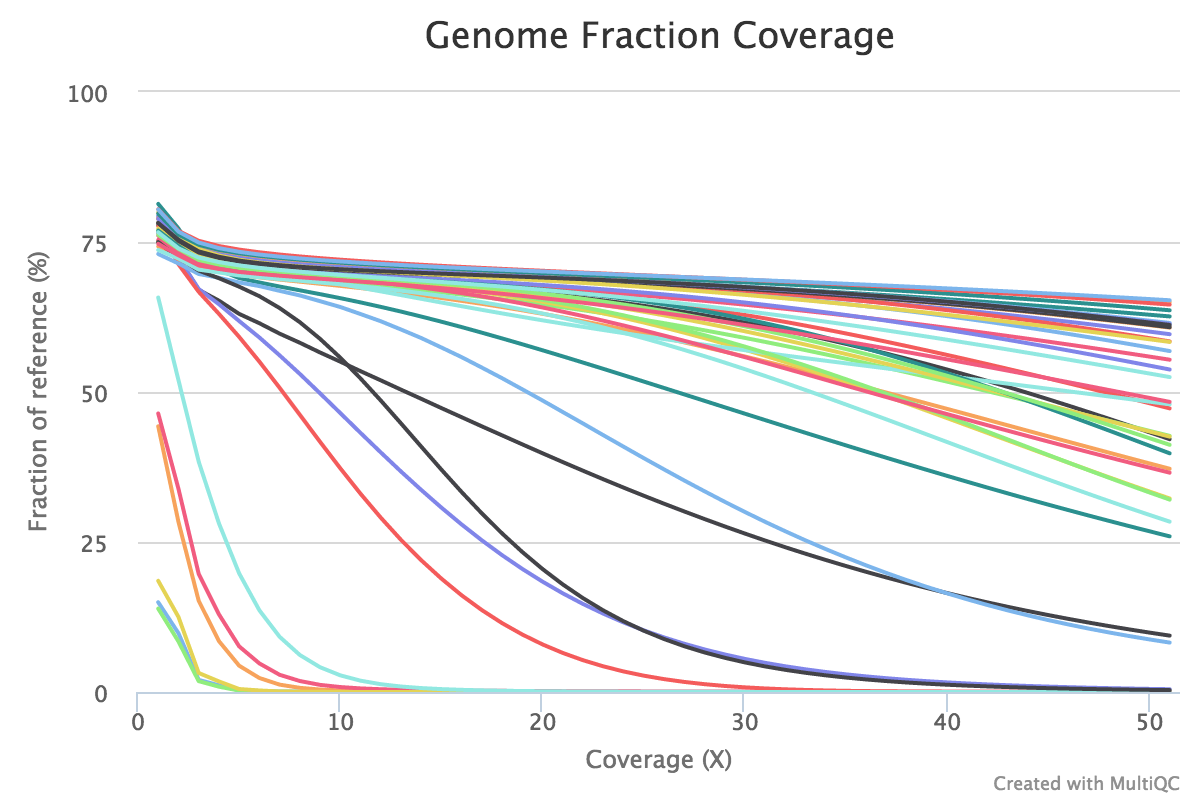 Genome Fraction Coverage
Fraction of reference (%)
100
75
50
25
0
0 10 20 30 40 50
Coverage (X)
Created with MultiQC